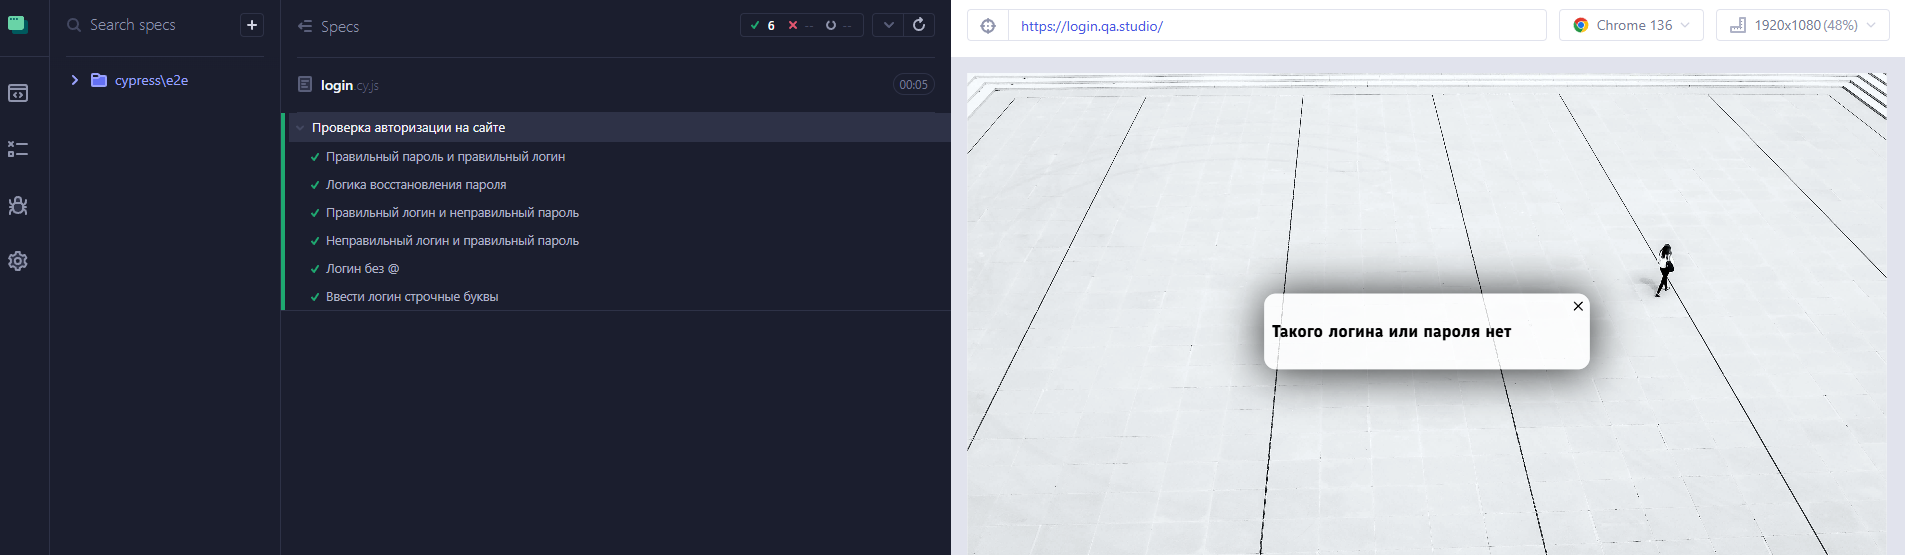 Search specs
+
cypress\e2e
Specs
6 -- --
login.cy.js
00:05
Проверка авторизации на сайте
Правильный пароль и правильный логин
Логика восстановления пароля
Правильный логин и неправильный пароль
Неправильный логин и правильный пароль
Логин без @
Ввести логин строчные буквы
https://login.qa.studio/
Chrome 136
1920x1080 (48%)
Такого логина или пароля нет